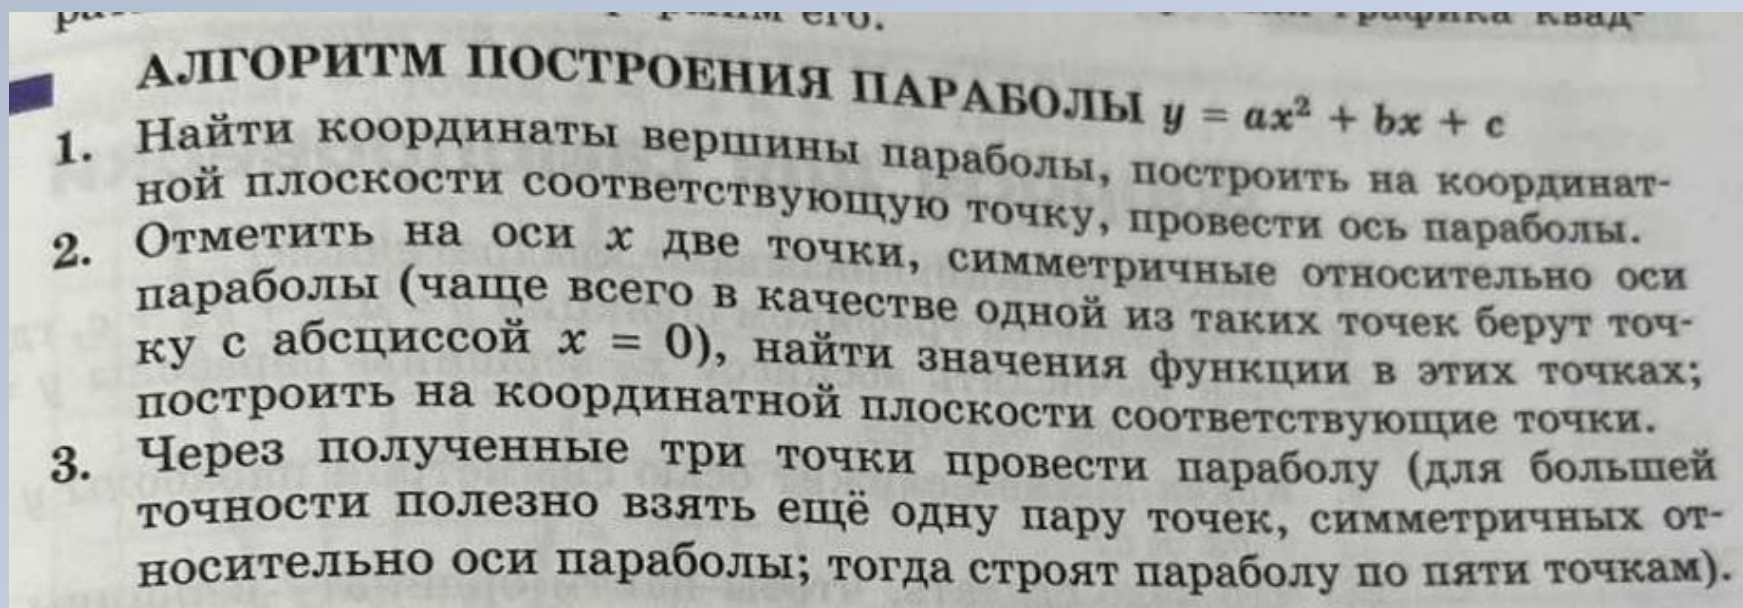 его.
графика квад-
АЛГОРИТМ ПОСТРОЕНИЯ ПАРАБОЛЫ y = ax² + bx + c
1. Найти координаты вершины параболы, построить на координат-
ной плоскости соответствующую точку, провести ось параболы.
2. Отметить на оси x две точки, симметричные относительно оси
параболы (чаще всего в качестве одной из таких точек берут точ-
ку с абсциссой x = 0), найти значения функции в этих точках;
построить на координатной плоскости соответствующие точки.
3. Через полученные три точки провести параболу (для большей
точности полезно взять ещё одну пару точек, симметричных от-
носительно оси параболы; тогда строят параболу по пяти точкам).